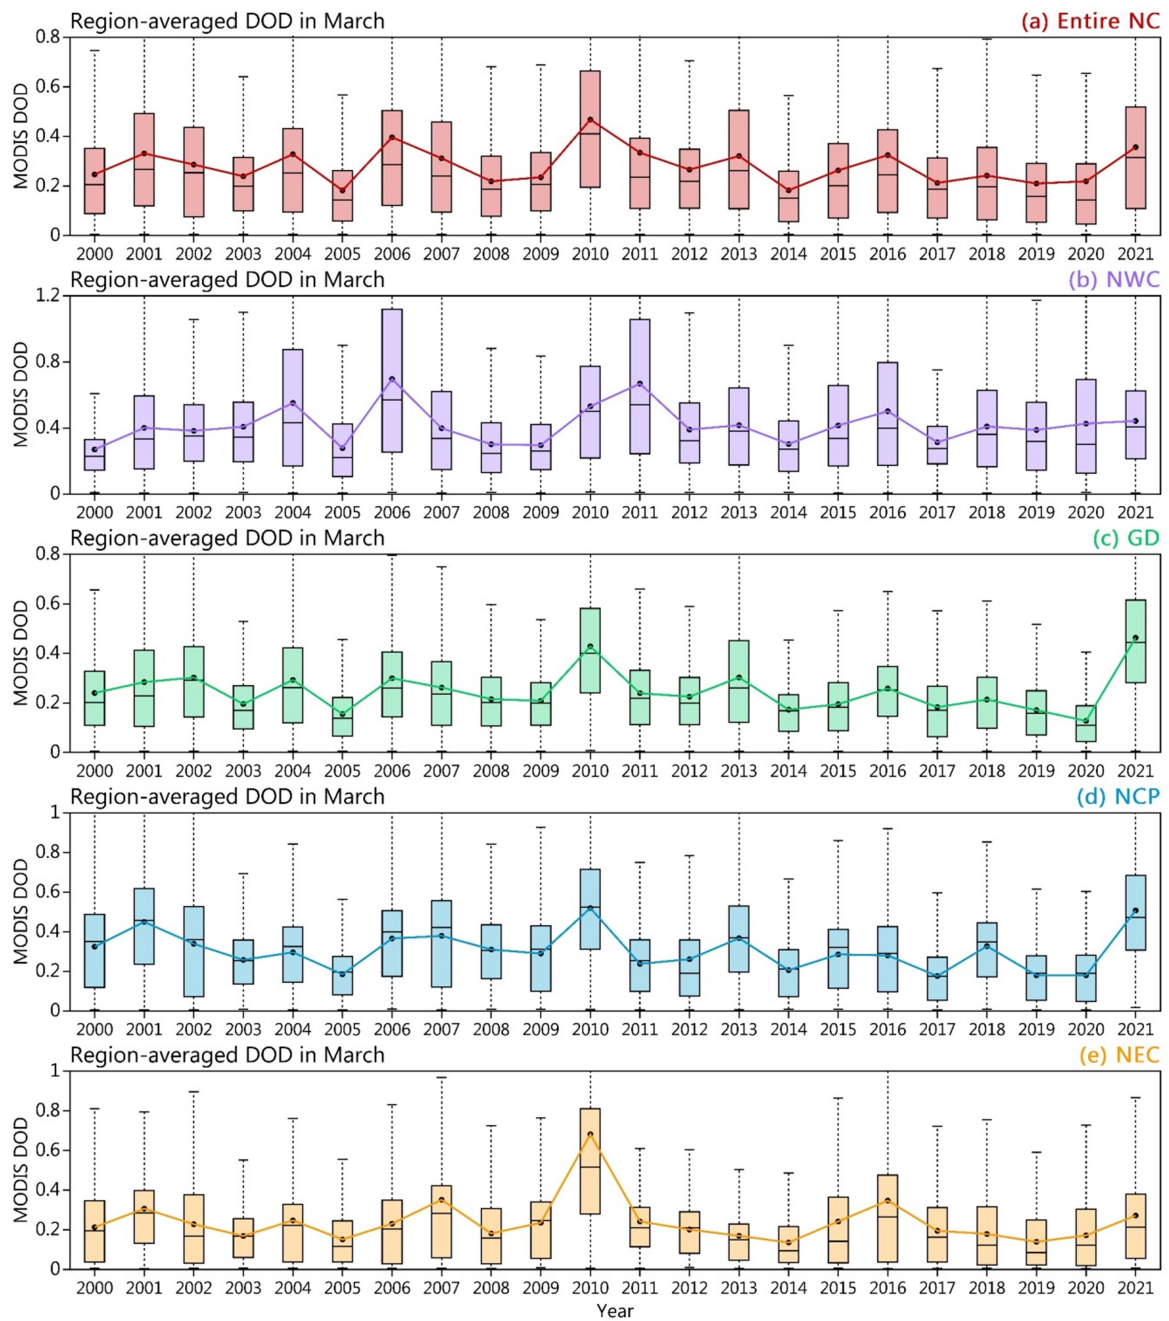 Region-averaged DOD in March (a) Entire NC
MODIS DOD
0.8
0.6
0.4
0.2
0
2000 2001 2002 2003 2004 2005 2006 2007 2008 2009 2010 2011 2012 2013 2014 2015 2016 2017 2018 2019 2020 2021
Region-averaged DOD in March (b) NWC
MODIS DOD
1.2
0.8
0.4
0
2000 2001 2002 2003 2004 2005 2006 2007 2008 2009 2010 2011 2012 2013 2014 2015 2016 2017 2018 2019 2020 2021
Region-averaged DOD in March (c) GD
MODIS DOD
0.8
0.6
0.4
0.2
0
2000 2001 2002 2003 2004 2005 2006 2007 2008 2009 2010 2011 2012 2013 2014 2015 2016 2017 2018 2019 2020 2021
Region-averaged DOD in March (d) NCP
MODIS DOD
1
0.8
0.6
0.4
0.2
0
2000 2001 2002 2003 2004 2005 2006 2007 2008 2009 2010 2011 2012 2013 2014 2015 2016 2017 2018 2019 2020 2021
Region-averaged DOD in March (e) NEC
MODIS DOD
1
0.8
0.6
0.4
0.2
0
2000 2001 2002 2003 2004 2005 2006 2007 2008 2009 2010 2011 2012 2013 2014 2015 2016 2017 2018 2019 2020 2021
Year